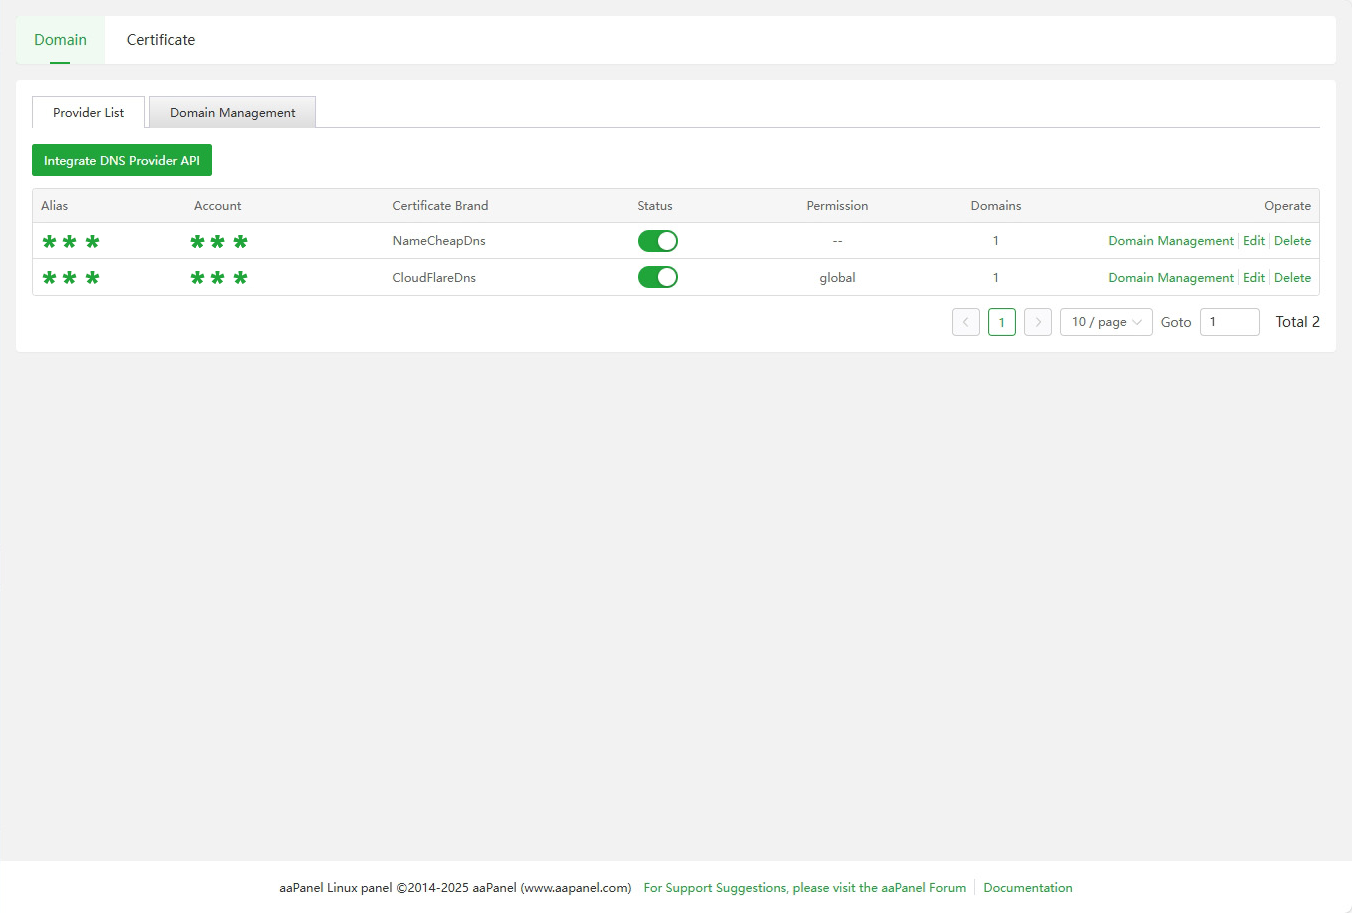 Domain Certificate
Provider List Domain Management
Integrate DNS Provider API
Alias Account Certificate Brand Status Permission Domains Operate
* * * * * * NameCheapDns -- 1 Domain Management Edit Delete
* * * * * * CloudFlareDns global 1 Domain Management Edit Delete
1 10 / page Goto 1 Total 2
aaPanel Linux panel ©2014-2025 aaPanel (www.aapanel.com) For Support Suggestions, please visit the aaPanel Forum Documentation